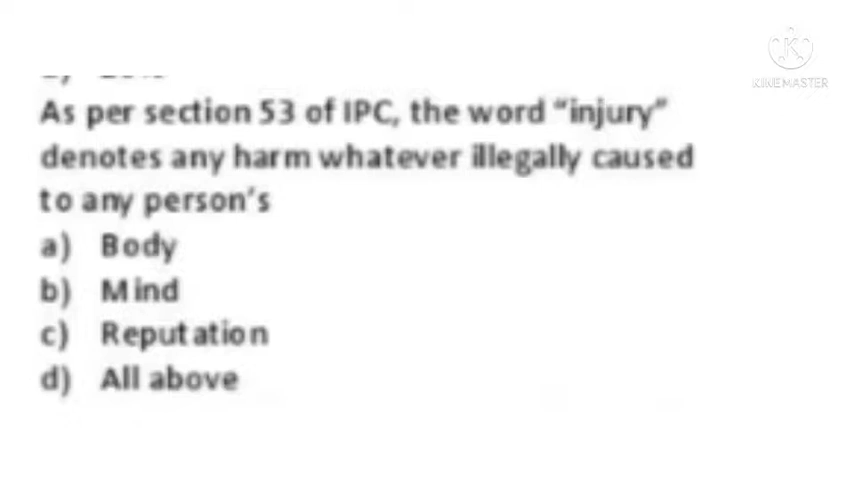 KINEMASTER
As per section 53 of IPC, the word "injury"
denotes any harm whatever illegally caused
to any person's
a) Body
b) Mind
c) Reputation
d) All above